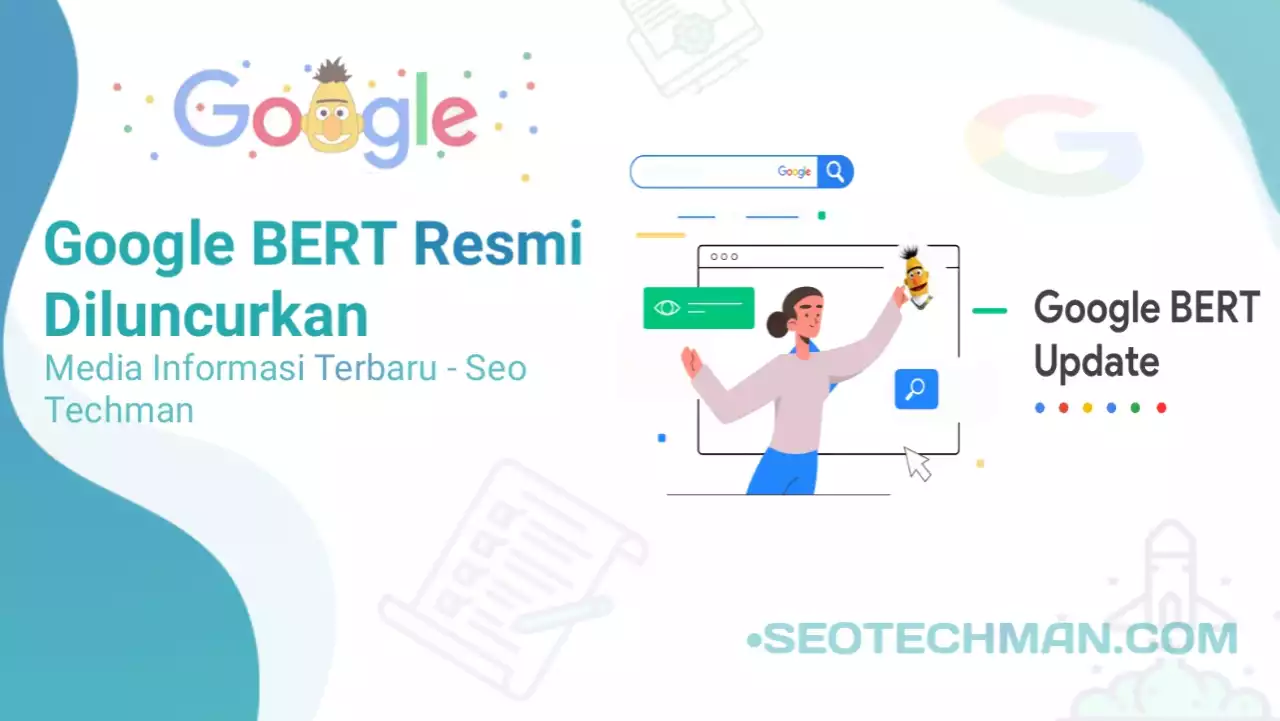 Google
Google BERT Resmi
Diluncurkan
Media Informasi Terbaru - Seo
Techman
Google
Google BERT
Update
•SEOTECHMAN.COM